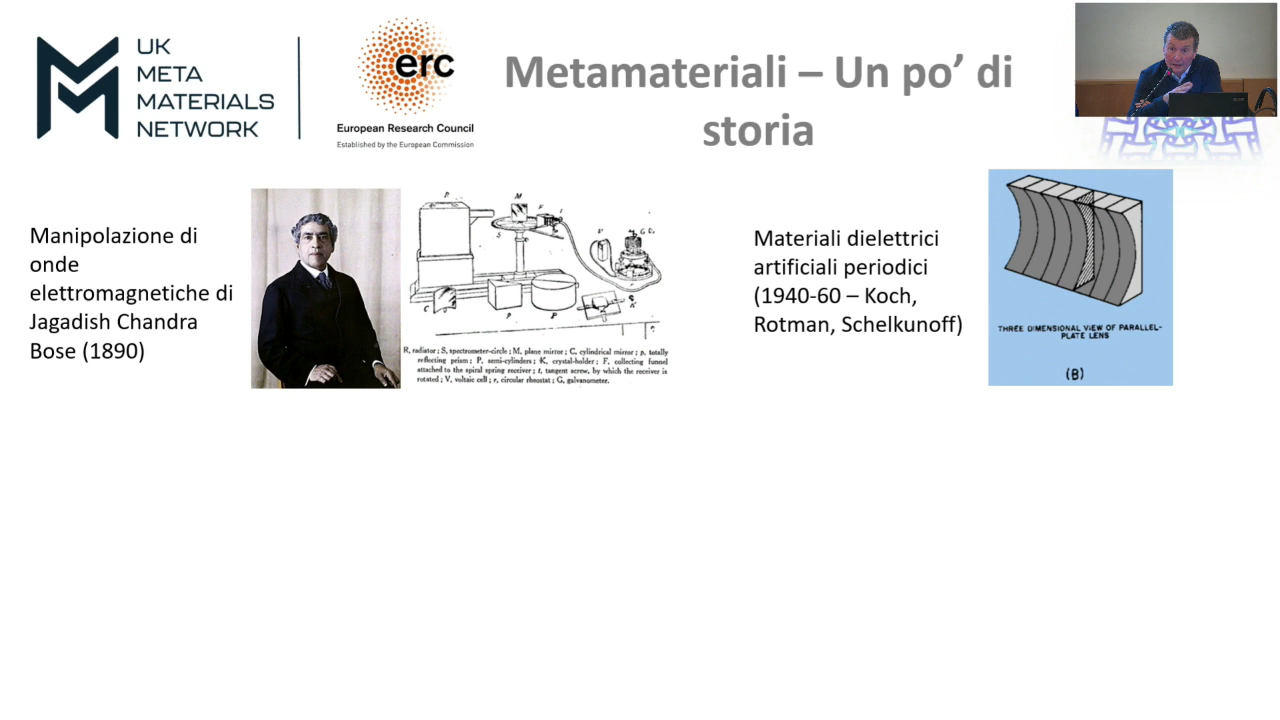 UK
META
MATERIALS
NETWORK
erc
European Research Council
Established by the European Commission
Metamateriali – Un po’ di
storia
Manipolazione di
onde
elettromagnetiche di
Jagadish Chandra
Bose (1890)
R, radiator ; S, spectrometer-circle ; M, plane mirror ; C, cylindrical mirror ; p, totally
reflecting prism ; P, semi-cylinders ; K, crystal-holder ; F, collecting funnel
attached to the spiral spring receiver ; t, tangent screw, by which the receiver is
rotated ; V, voltaic cell ; r, circular rheostat ; G, galvanometer.
Materiali dielettrici
artificiali periodici
(1940-60 – Koch,
Rotman, Schelkunoff)
THREE DIMENSIONAL VIEW OF PARALLEL-
PLATE LENS
(B)